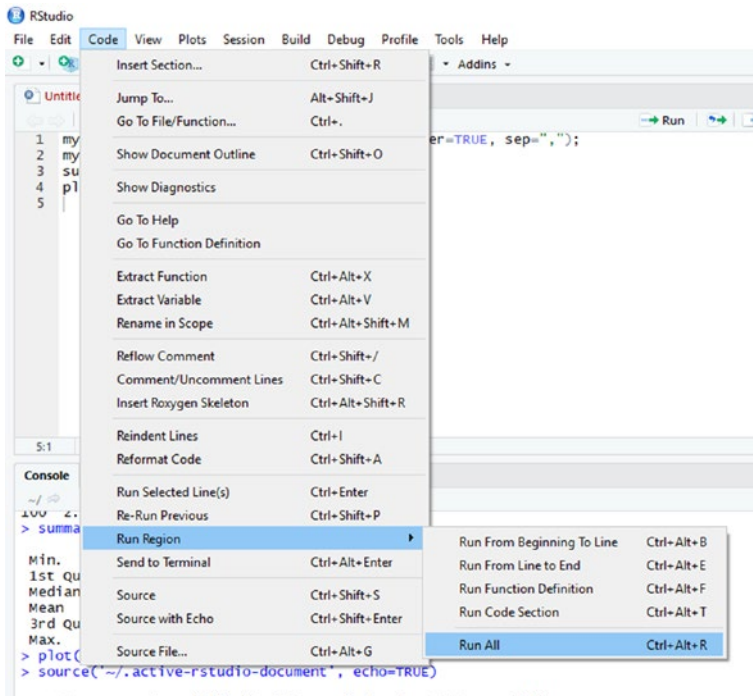 RStudio
File Edit Code View Plots Session Build Debug Profile Tools Help
Addins
Insert Section... Ctrl+Shift+R
Untitle
Jump To... Alt+Shift+J
Go To File/Function... Ctrl+.
Run
1 my er=TRUE, sep=",");
2 my
Show Document Outline Ctrl+Shift+O
3 su
4 pl
Show Diagnostics
5
Go To Help
Go To Function Definition
Extract Function Ctrl+Alt+X
Extract Variable Ctrl+Alt+V
Rename in Scope Ctrl+Alt+Shift+M
Reflow Comment Ctrl+Shift+/
Comment/Uncomment Lines Ctrl+Shift+C
Insert Roxygen Skeleton Ctrl+Alt+Shift+R
Reindent Lines Ctrl+I
5:1
Reformat Code Ctrl+Shift+A
Console
Run Selected Line(s) Ctrl+Enter
~/
Re-Run Previous Ctrl+Shift+P
100 2.
> summa
Run Region
Send to Terminal Ctrl+Alt+Enter
Source Ctrl+Shift+S
Source with Echo Ctrl+Shift+Enter
Source File... Ctrl+Alt+G
Run From Beginning To Line Ctrl+Alt+B
Run From Line to End Ctrl+Alt+E
Run Function Definition Ctrl+Alt+F
Run Code Section Ctrl+Alt+T
Run All Ctrl+Alt+R
Min.
1st Qu
Median
Mean
3rd Qu
Max.
> plot(
> source('~/.active-rstudio-document', echo=TRUE)